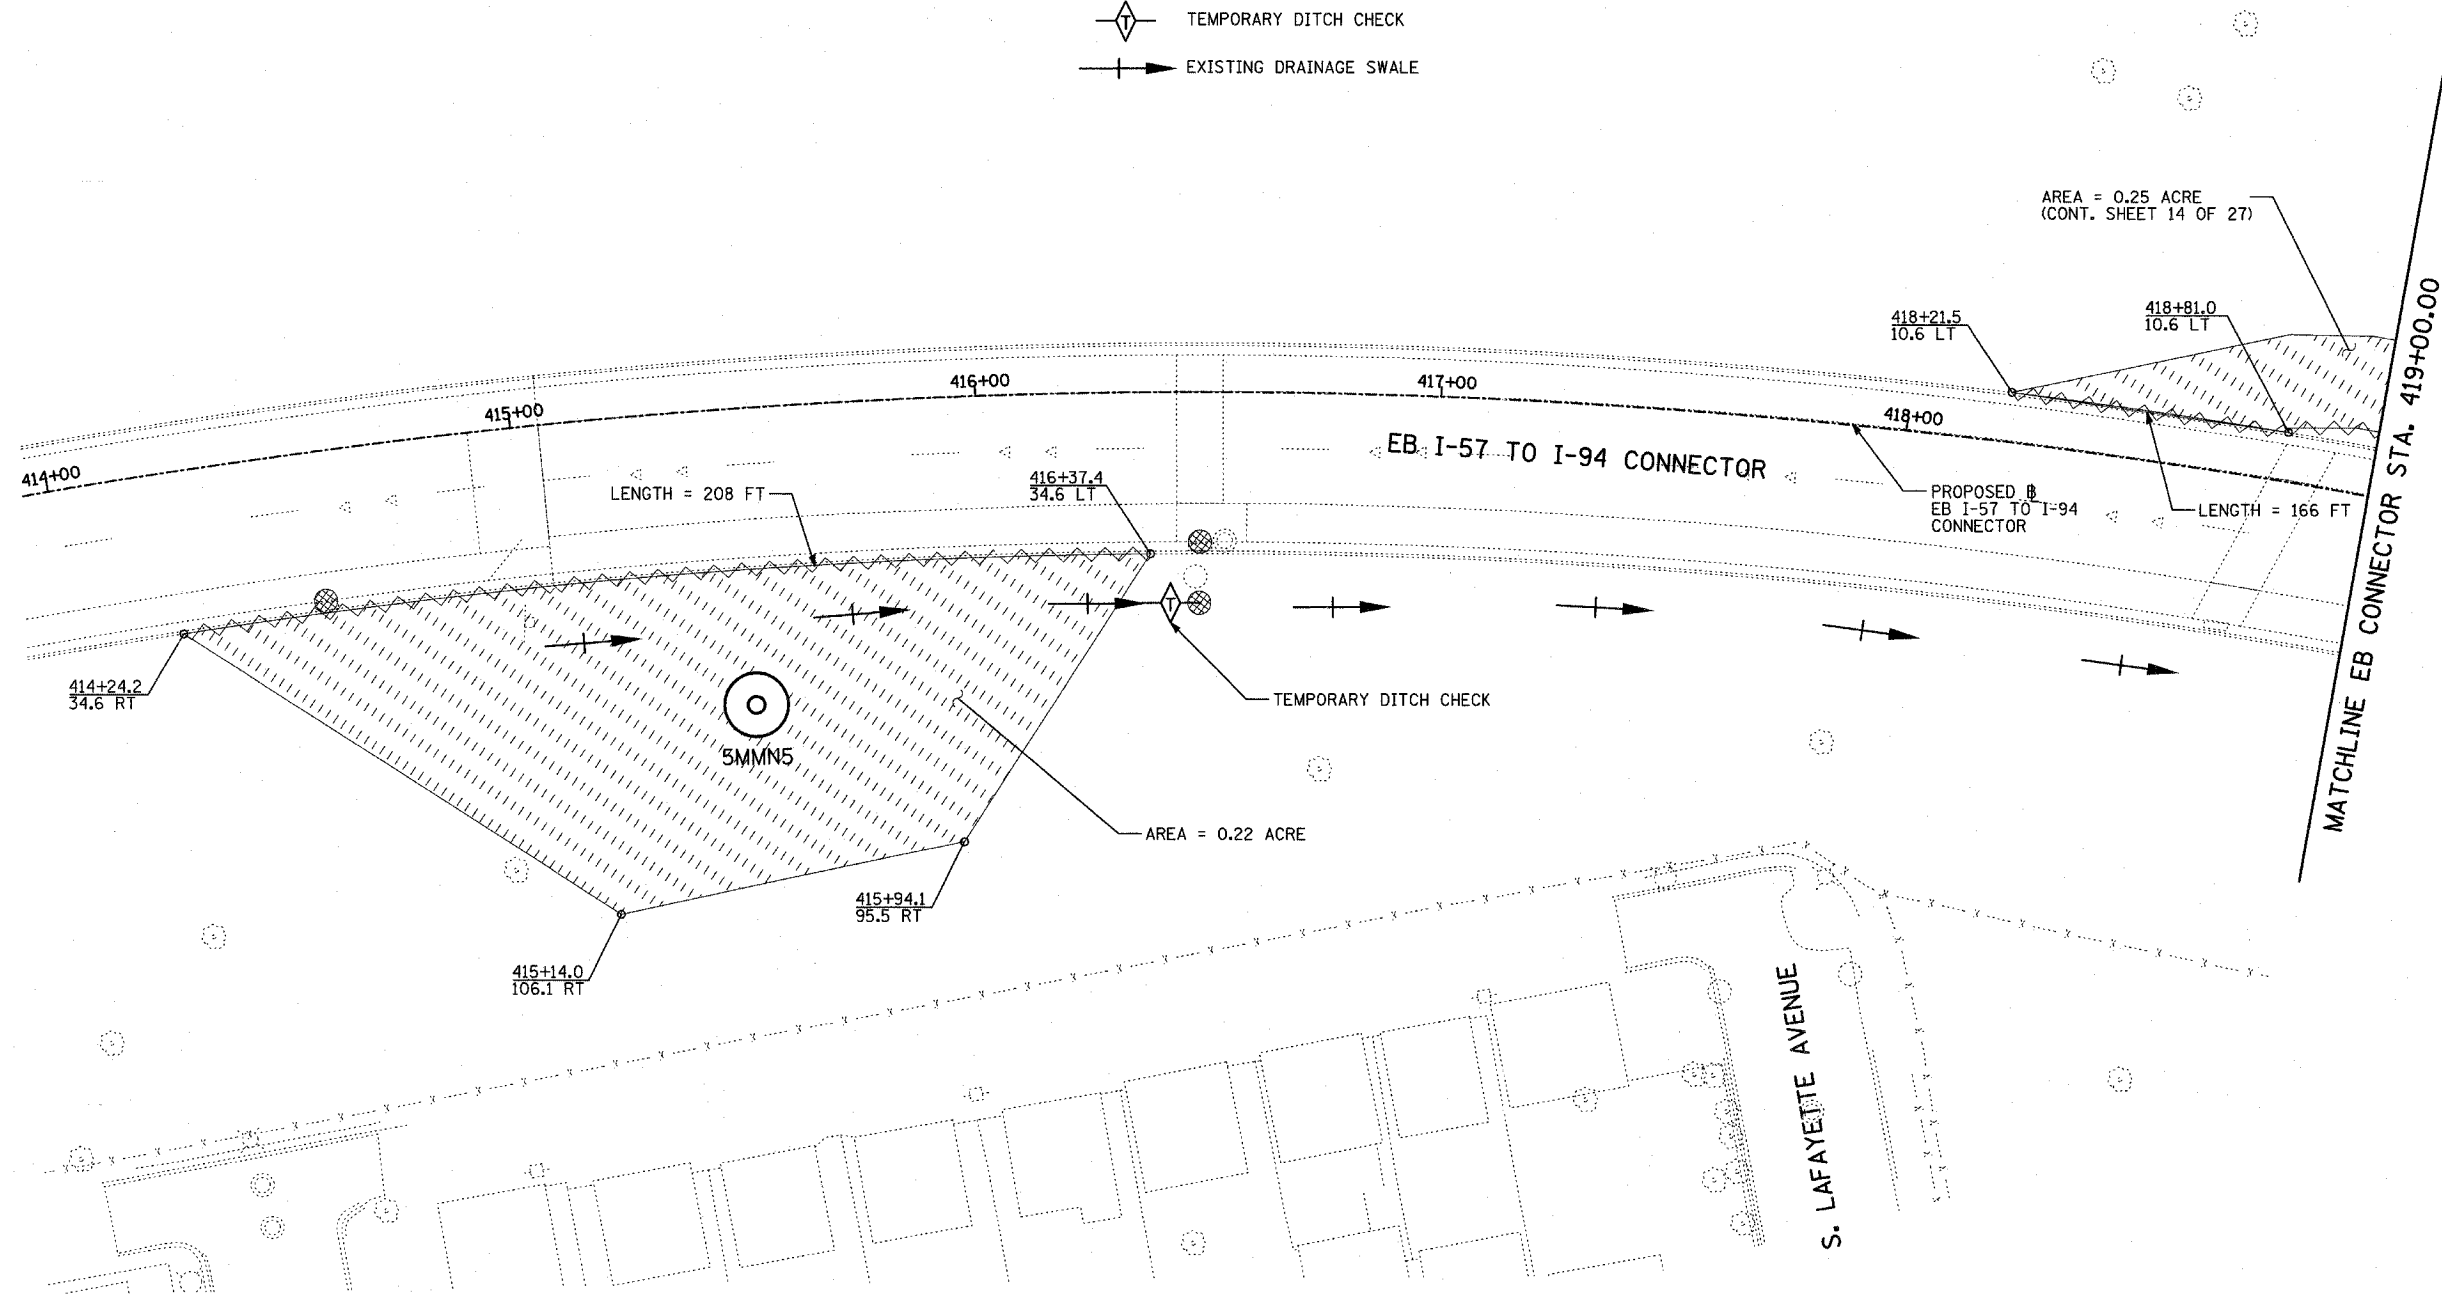 TEMPORARY DITCH CHECK
EXISTING DRAINAGE SWALE
AREA = 0.25 ACRE
(CONT. SHEET 14 OF 27)
418+21.5
10.6 LT
418+81.0
10.6 LT
414+00
415+00
416+00
417+00
418+00
EB I-57 TO I-94 CONNECTOR
LENGTH = 208 FT
416+37.4
34.6 LT
PROPOSED ℄
EB I-57 TO I-94
CONNECTOR
LENGTH = 166 FT
MATCHLINE EB CONNECTOR STA. 419+00.00
414+24.2
34.6 RT
5MMN5
TEMPORARY DITCH CHECK
AREA = 0.22 ACRE
415+94.1
95.5 RT
415+14.0
106.1 RT
S. LAFAYETTE AVENUE
T
T